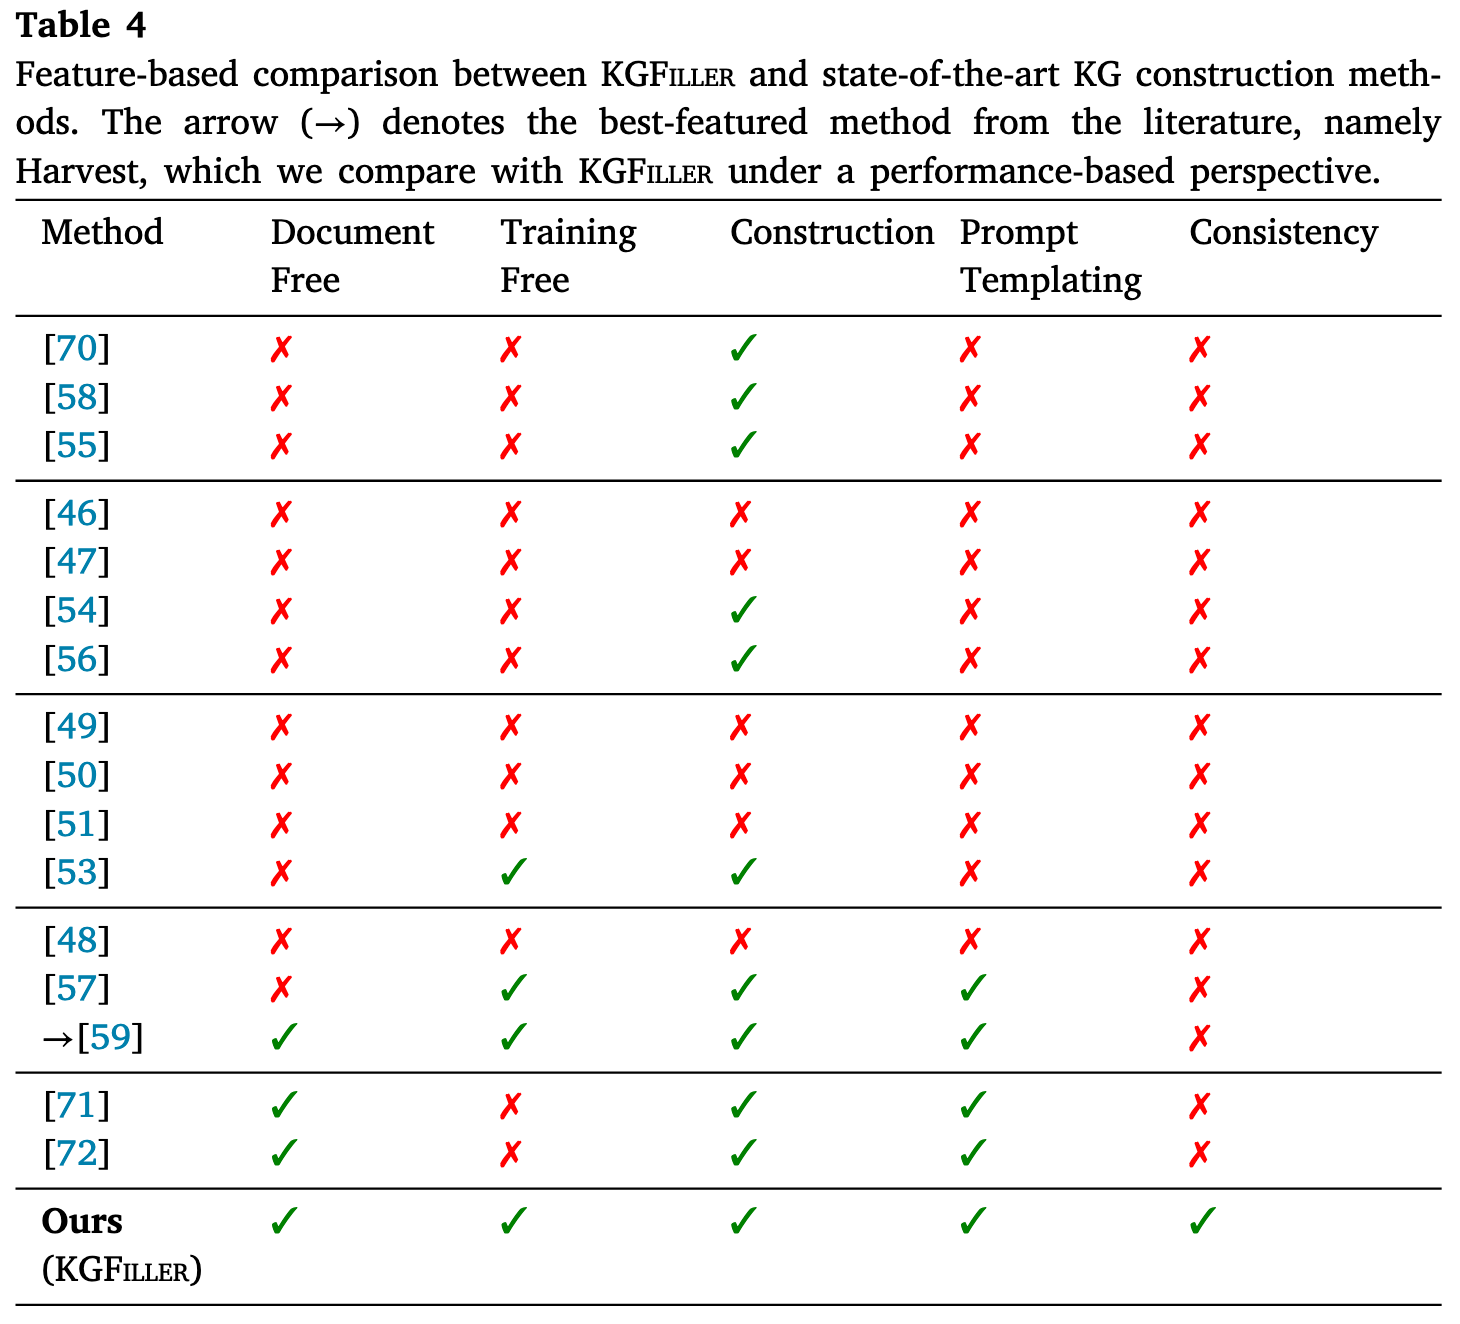 Table 4
Feature-based comparison between KGFILLER and state-of-the-art KG construction meth-
ods. The arrow (→) denotes the best-featured method from the literature, namely
Harvest, which we compare with KGFILLER under a performance-based perspective.
Method Document Free Training Free Construction Prompt Templating Consistency
[70] ✗ ✗ ✓ ✗ ✗
[58] ✗ ✗ ✓ ✗ ✗
[55] ✗ ✗ ✓ ✗ ✗
[46] ✗ ✗ ✗ ✗ ✗
[47] ✗ ✗ ✗ ✗ ✗
[54] ✗ ✗ ✓ ✗ ✗
[56] ✗ ✗ ✓ ✗ ✗
[49] ✗ ✗ ✗ ✗ ✗
[50] ✗ ✗ ✗ ✗ ✗
[51] ✗ ✗ ✗ ✗ ✗
[53] ✗ ✓ ✓ ✗ ✗
[48] ✗ ✗ ✗ ✗ ✗
[57] ✗ ✓ ✓ ✓ ✗
→[59] ✓ ✓ ✓ ✓ ✗
[71] ✓ ✗ ✓ ✓ ✗
[72] ✓ ✗ ✓ ✓ ✗
Ours ✓ ✓ ✓ ✓ ✓
(KGFILLER)